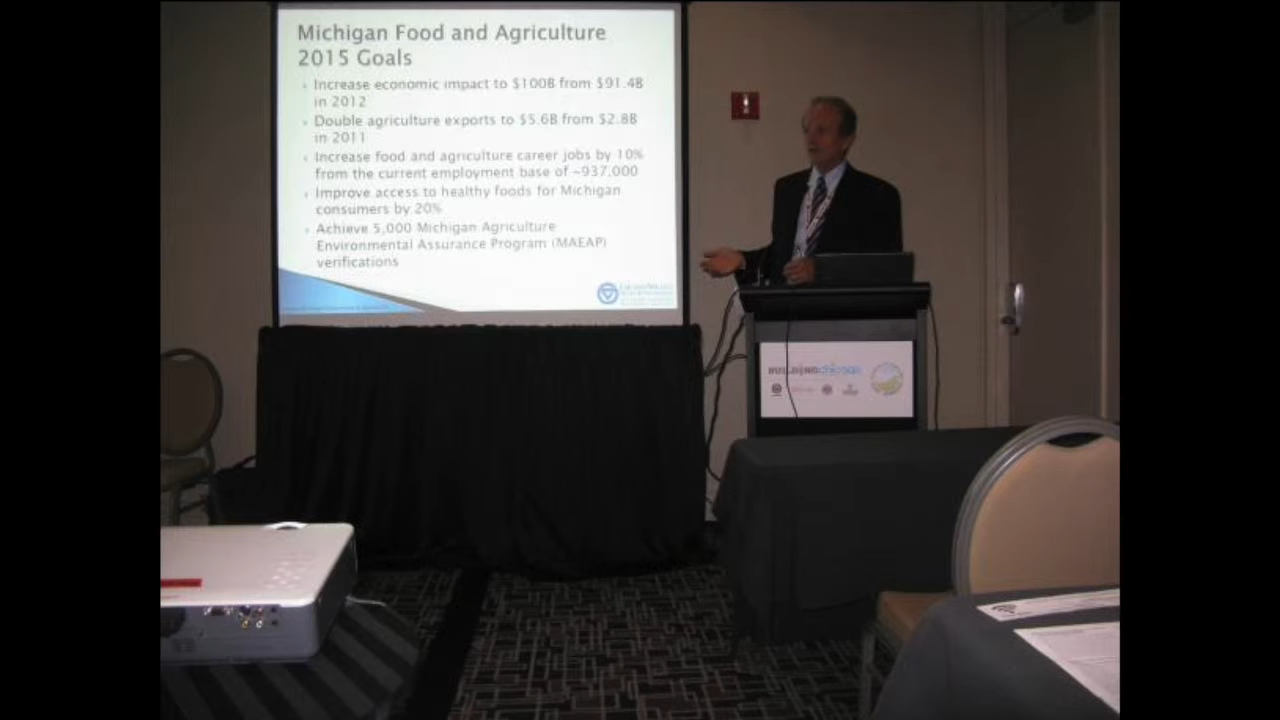 Michigan Food and Agriculture
2015 Goals
Increase economic impact to $100B from $91.4B
in 2012
Double agriculture exports to $5.6B from $2.8B
in 2011
Increase food and agriculture career jobs by 10%
from the current employment base of ~937,000
Improve access to healthy foods for Michigan
consumers by 20%
Achieve 5,000 Michigan Agriculture
Environmental Assurance Program (MAEAP)
verifications
BUILDINGchicago